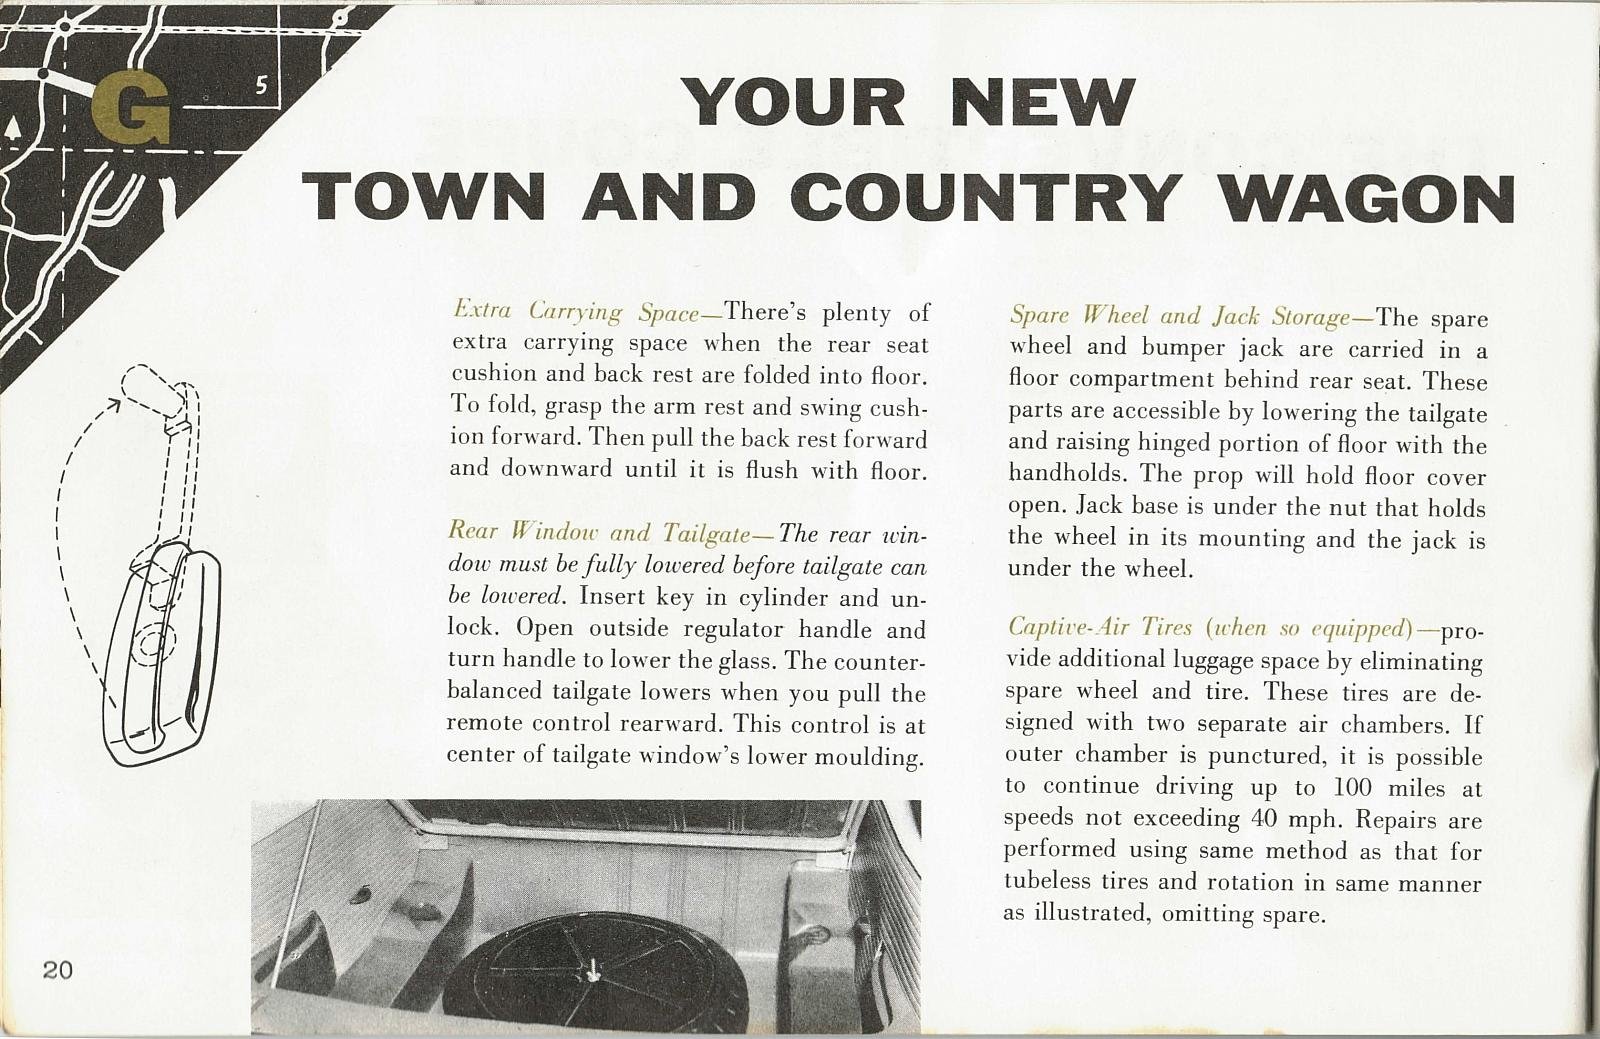 G
5
YOUR NEW
TOWN AND COUNTRY WAGON
Extra Carrying Space—There's plenty of
extra carrying space when the rear seat
cushion and back rest are folded into floor.
To fold, grasp the arm rest and swing cush-
ion forward. Then pull the back rest forward
and downward until it is flush with floor.
Rear Window and Tailgate—The rear win-
dow must be fully lowered before tailgate can
be lowered. Insert key in cylinder and un-
lock. Open outside regulator handle and
turn handle to lower the glass. The counter-
balanced tailgate lowers when you pull the
remote control rearward. This control is at
center of tailgate window's lower moulding.
Spare Wheel and Jack Storage—The spare
wheel and bumper jack are carried in a
floor compartment behind rear seat. These
parts are accessible by lowering the tailgate
and raising hinged portion of floor with the
handholds. The prop will hold floor cover
open. Jack base is under the nut that holds
the wheel in its mounting and the jack is
under the wheel.
Captive-Air Tires (when so equipped)—pro-
vide additional luggage space by eliminating
spare wheel and tire. These tires are de-
signed with two separate air chambers. If
outer chamber is punctured, it is possible
to continue driving up to 100 miles at
speeds not exceeding 40 mph. Repairs are
performed using same method as that for
tubeless tires and rotation in same manner
as illustrated, omitting spare.
20